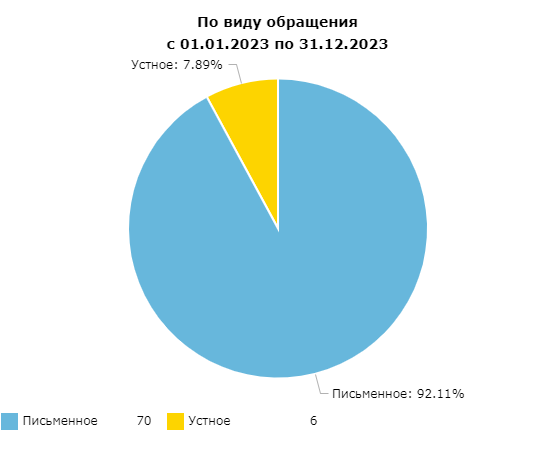 По виду обращения
с 01.01.2023 по 31.12.2023
Устное: 7.89%
Письменное: 92.11%
Письменное 70 Устное 6